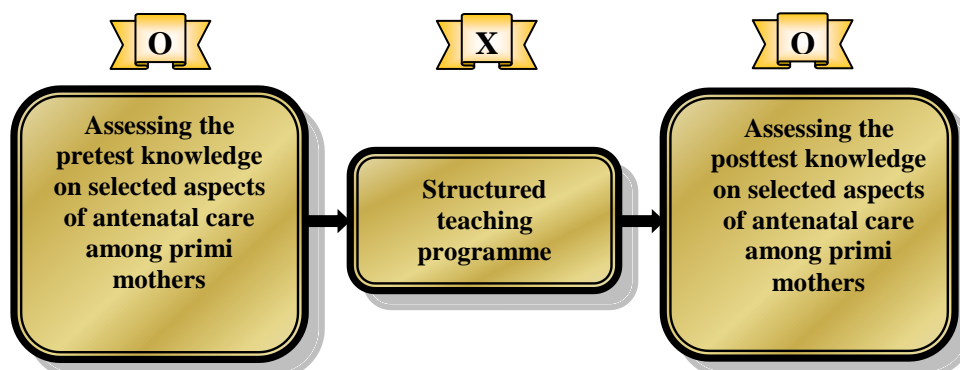 O
X
O
Assessing the
pretest knowledge
on selected aspects
of antenatal care
among primi
mothers
Structured
teaching
programme
Assessing the
posttest knowledge
on selected aspects
of antenatal care
among primi
mothers